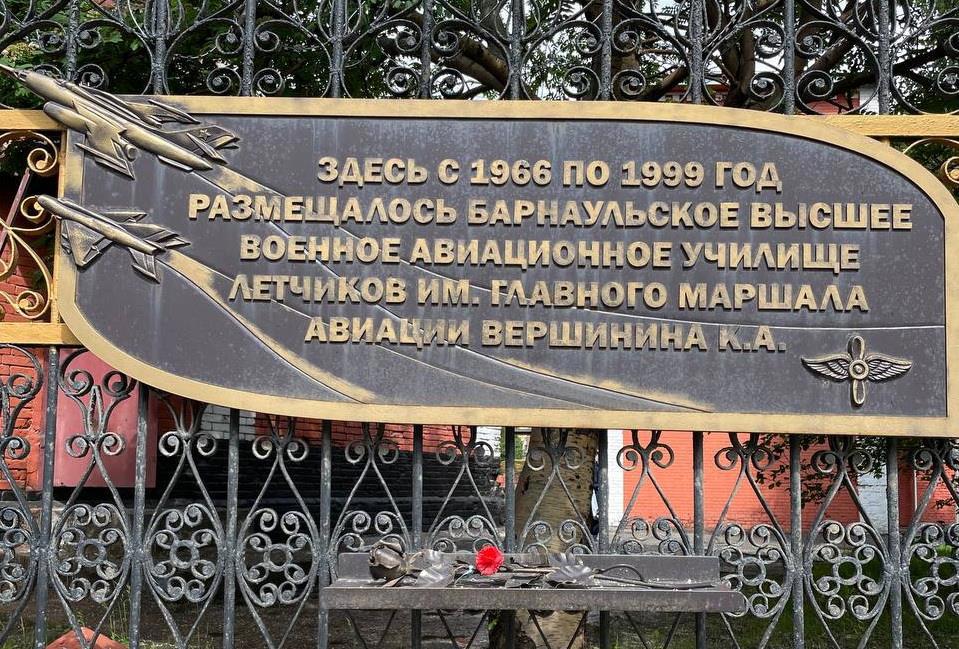 ЗДЕСЬ С 1966 ПО 1999 ГОД
РАЗМЕЩАЛОСЬ БАРНАУЛЬСКОЕ ВЫСШЕЕ
ВОЕННОЕ АВИАЦИОННОЕ УЧИЛИЩЕ
ЛЕТЧИКОВ ИМ. ГЛАВНОГО МАРШАЛА
АВИАЦИИ ВЕРШИНИНА К.А.